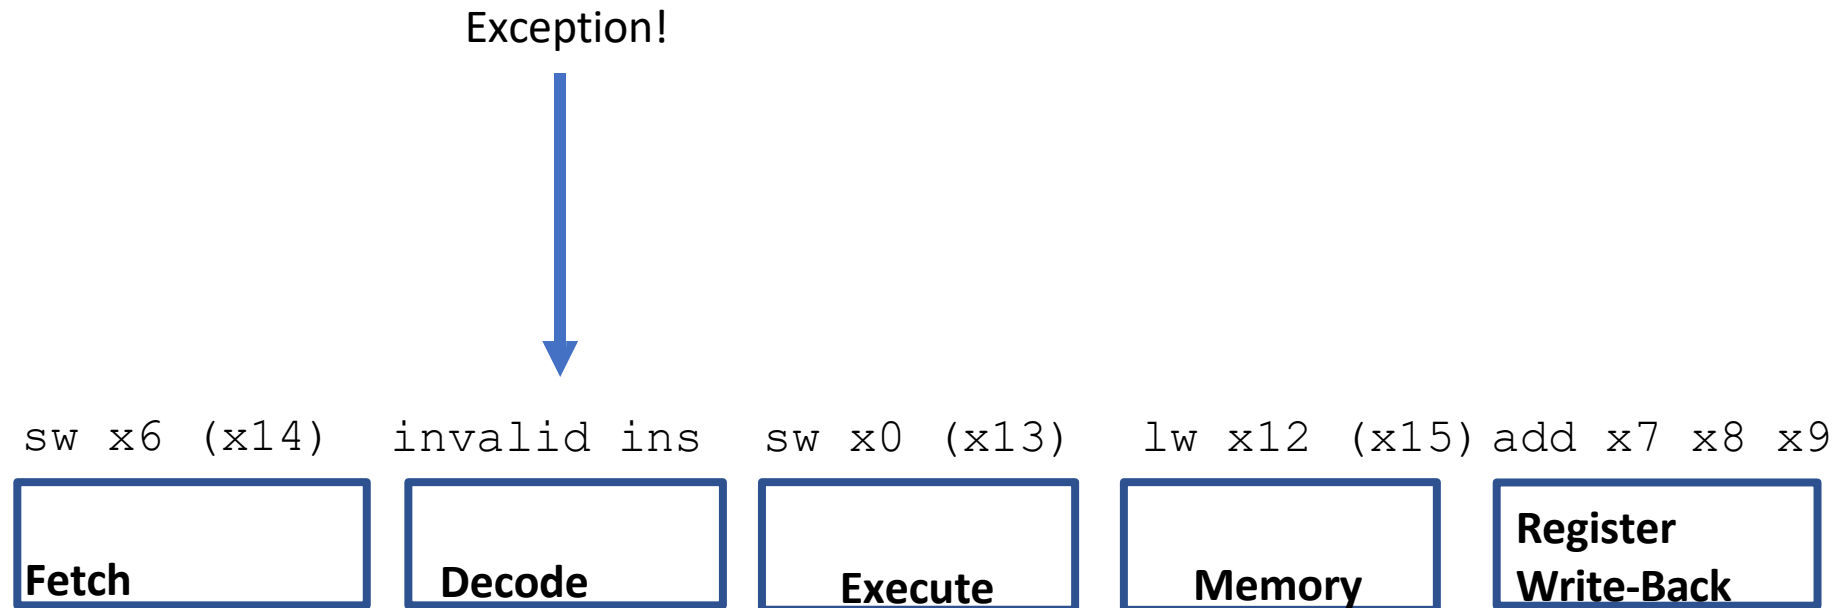 Exception!
sw x6 (x14) invalid ins sw x0 (x13) lw x12 (x15) add x7 x8 x9
Fetch Decode Execute Memory Register
Write-Back